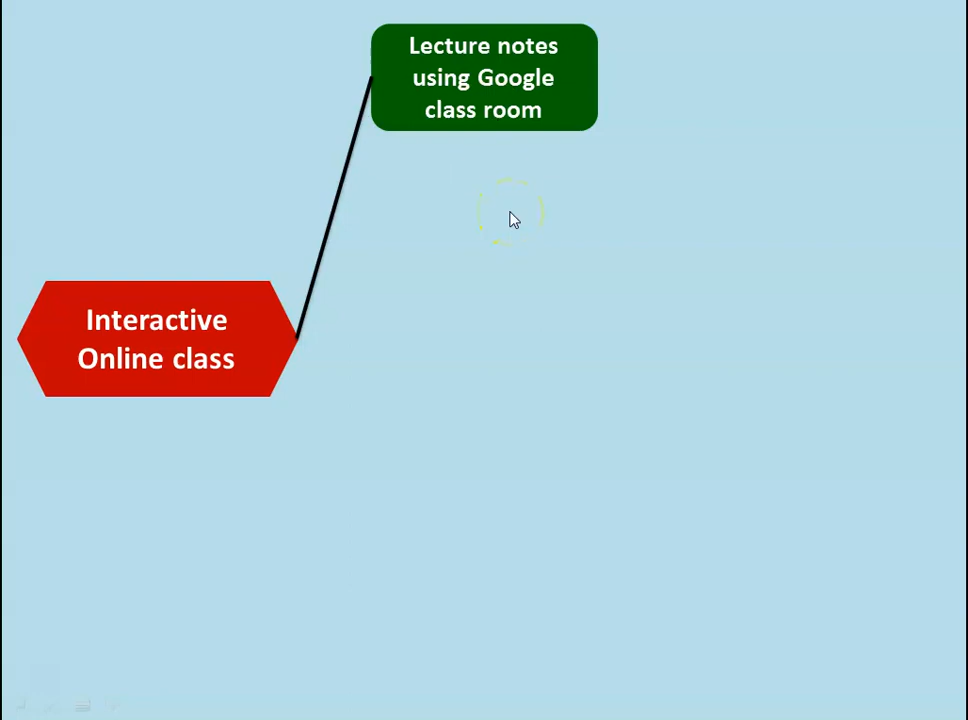 Lecture notes
using Google
class room
Interactive
Online class